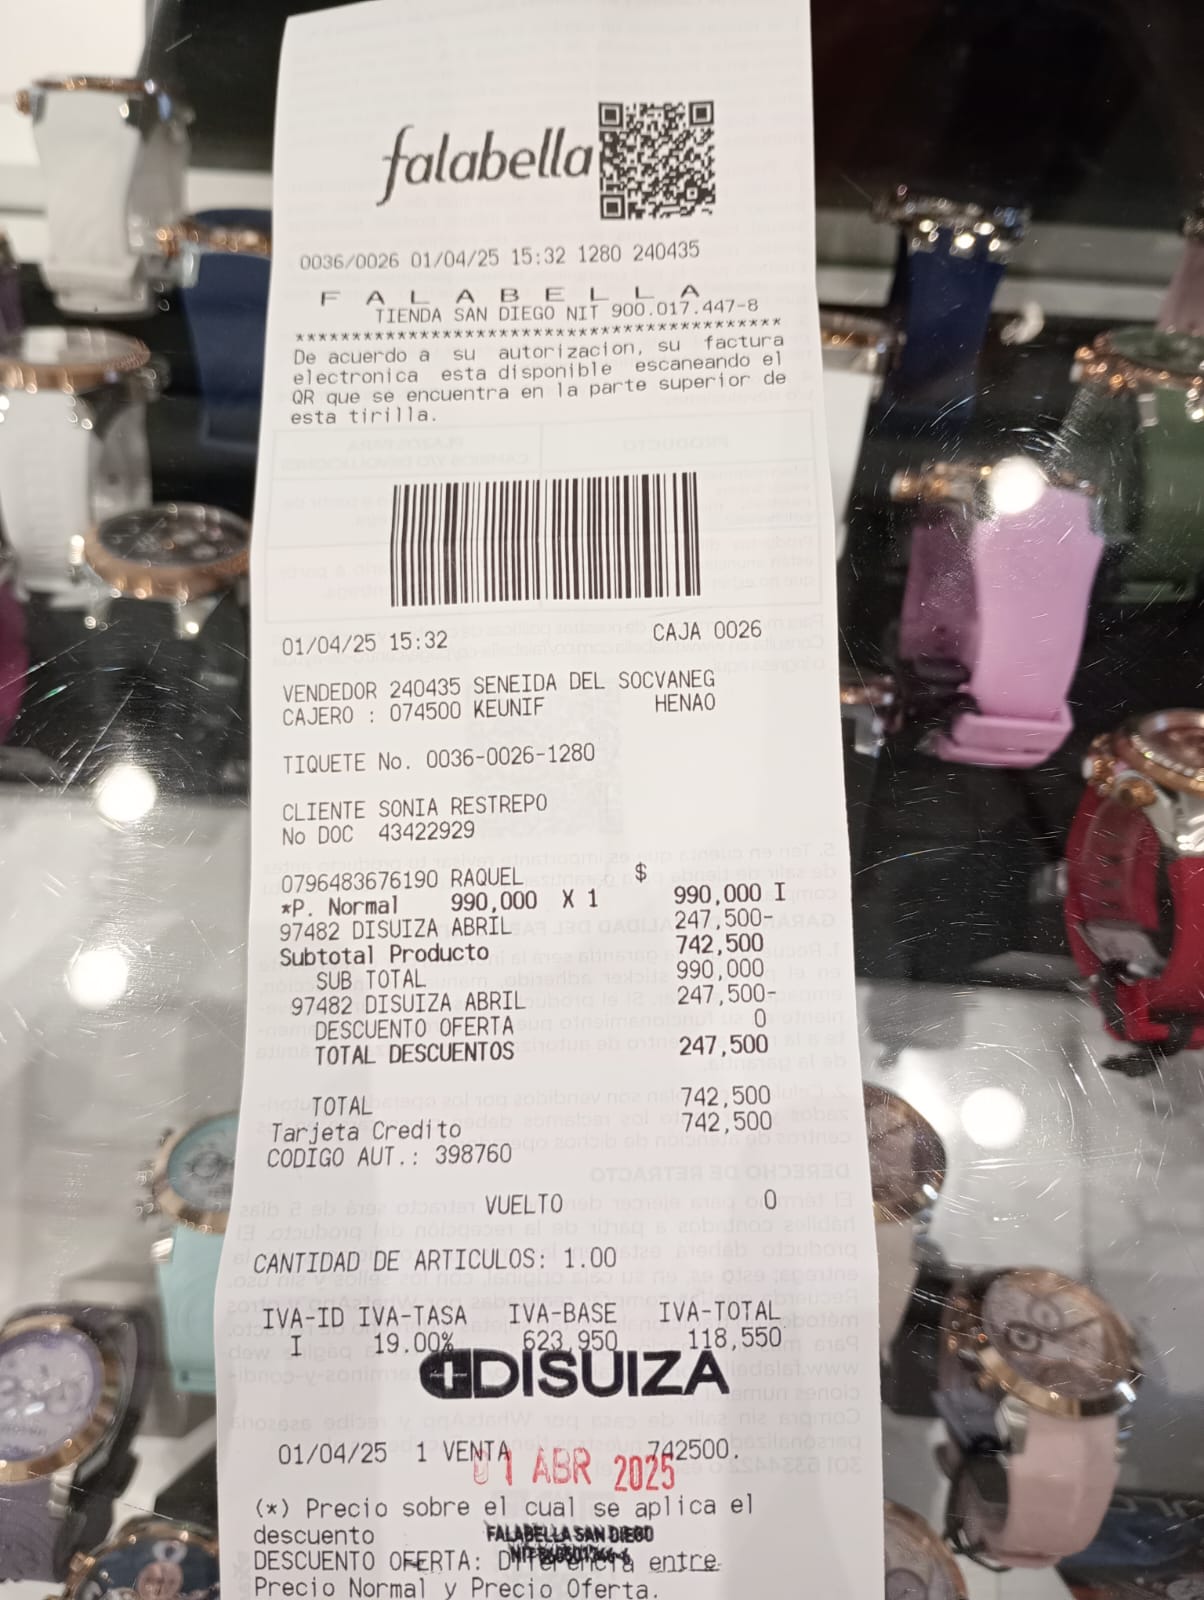 falabella
0036/0026 01/04/25 15:32 1280 240435
F A L A B E L L A
TIENDA SAN DIEGO NIT 900.017.447-8
******************************************
De acuerdo a su autorizacion, su factura
electronica esta disponible escaneando el
QR que se encuentra en la parte superior de
esta tirilla.
01/04/25 15:32 CAJA 0026
VENDEDOR 240435 SENEIDA DEL SOCVANEG
CAJERO : 074500 KEUNIF HENAO
TIQUETE No. 0036-0026-1280
CLIENTE SONIA RESTREPO
No DOC 43422929
0796483676190 RAQUEL $
*P. Normal 990,000 X 1 990,000 I
97482 DISUIZA ABRIL 247,500-
Subtotal Producto 742,500
SUB TOTAL 990,000
97482 DISUIZA ABRIL 247,500-
DESCUENTO OFERTA 0
TOTAL DESCUENTOS 247,500
TOTAL 742,500
Tarjeta Credito 742,500
CODIGO AUT.: 398760
VUELTO 0
CANTIDAD DE ARTICULOS: 1.00
IVA-ID IVA-TASA IVA-BASE IVA-TOTAL
I 19.00% 623,950 118,550
DISUIZA
01/04/25 1 VENTA 742500.
01 ABR 2025
(*) Precio sobre el cual se aplica el
descuento
FALABELLA SAN DIEGO
DESCUENTO OFERTA: Diferencia entre
Precio Normal y Precio Oferta.